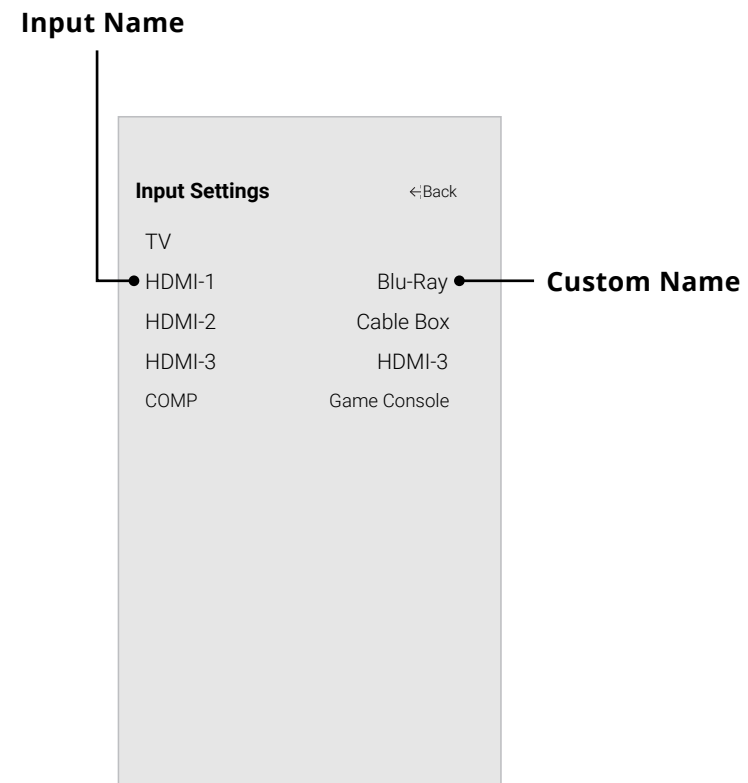 Input Name
Input Settings ←Back
TV
HDMI-1 Blu-Ray Custom Name
HDMI-2 Cable Box
HDMI-3 HDMI-3
COMP Game Console